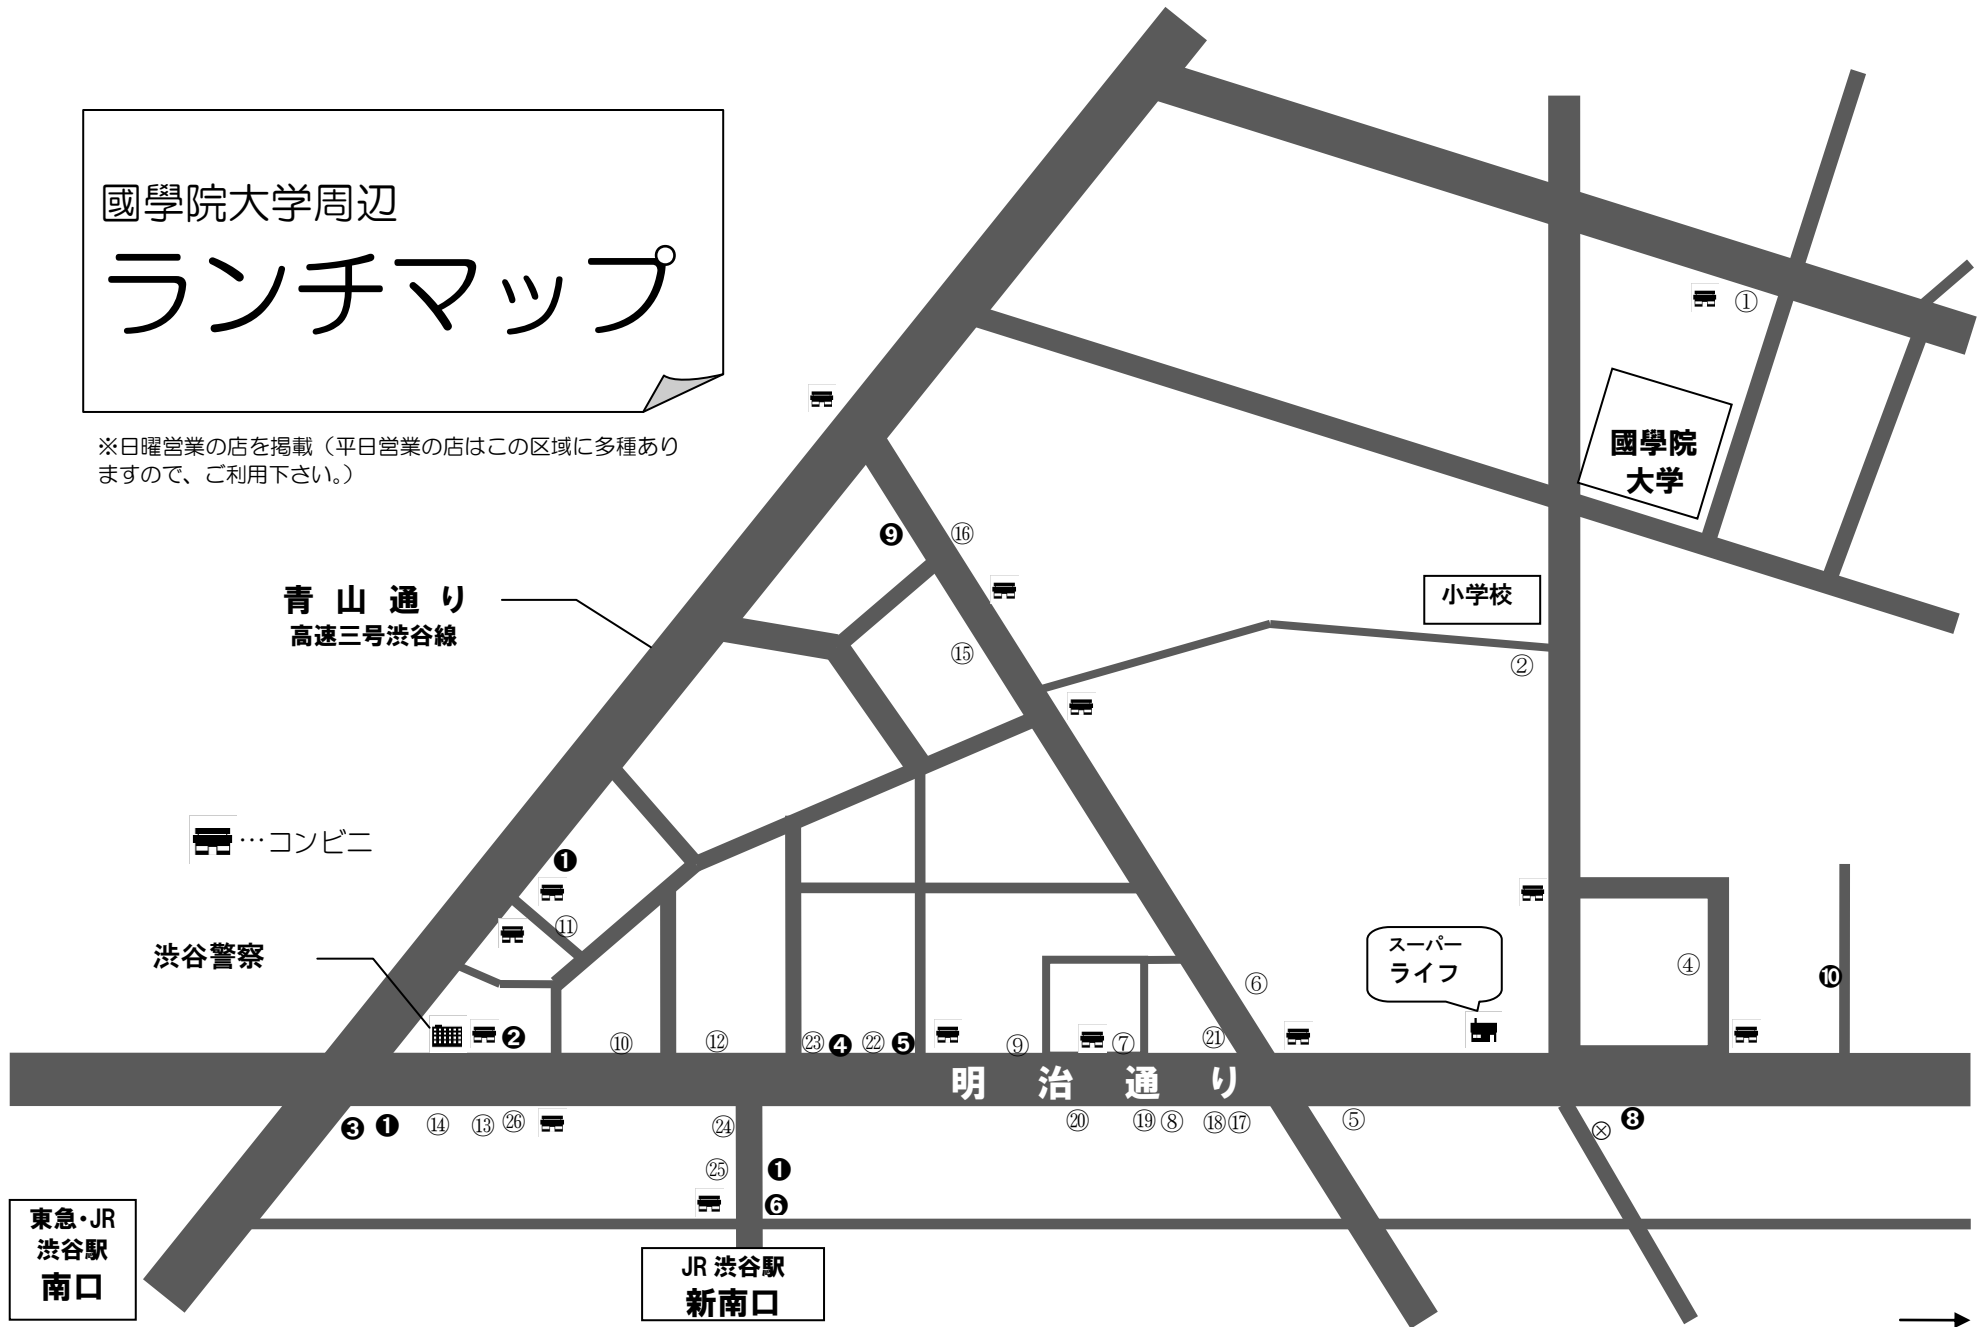 國學院大学周辺
ランチマップ
※日曜営業の店を掲載（平日営業の店はこの区域に多種あり
ますので、ご利用下さい。）
①
國學院
大学
❾
⑯
青山通り
高速三号渋谷線
小学校
⑮
②
…コンビニ
❶
⑪
渋谷警察
スーパー
ライフ
④
❿
⑥
❷
⑩
⑫
㉓
❹
㉒
❺
⑨
⑦
㉑
明治通り
❸
❶
⑭
⑬
㉖
㉔
⑳
⑲
⑧
⑱
⑰
⑤
⊗
❽
㉕
❶
❻
東急・JR
渋谷駅
南口
JR 渋谷駅
新南口